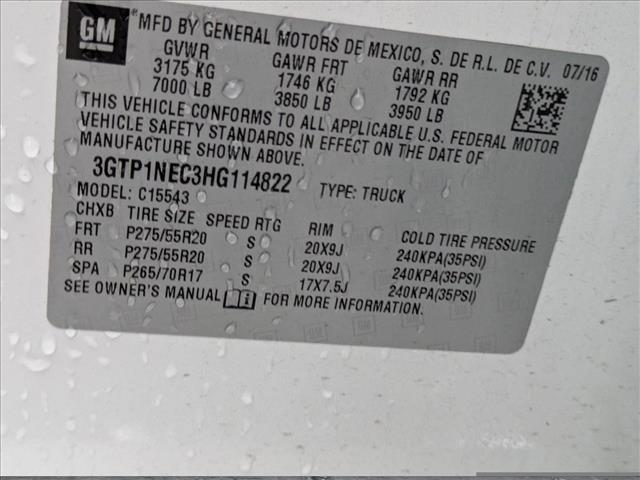 GM
MFD BY GENERAL MOTORS DE MEXICO, S. DE R.L. DE C.V. 07/16
GVWR GAWR FRT GAWR RR
3175 KG 1746 KG 1792 KG
7000 LB 3850 LB 3950 LB
THIS VEHICLE CONFORMS TO ALL APPLICABLE U.S. FEDERAL MOTOR
VEHICLE SAFETY STANDARDS IN EFFECT ON THE DATE OF
MANUFACTURE SHOWN ABOVE.
3GTP1NEC3HG114822 TYPE: TRUCK
MODEL: C15543
CHXB TIRE SIZE SPEED RTG RIM COLD TIRE PRESSURE
FRT P275/55R20 S 20X9J 240KPA(35PSI)
RR P275/55R20 S 20X9J 240KPA(35PSI)
SPA P265/70R17 S 17X7.5J 240KPA(35PSI)
SEE OWNER'S MANUAL FOR MORE INFORMATION.